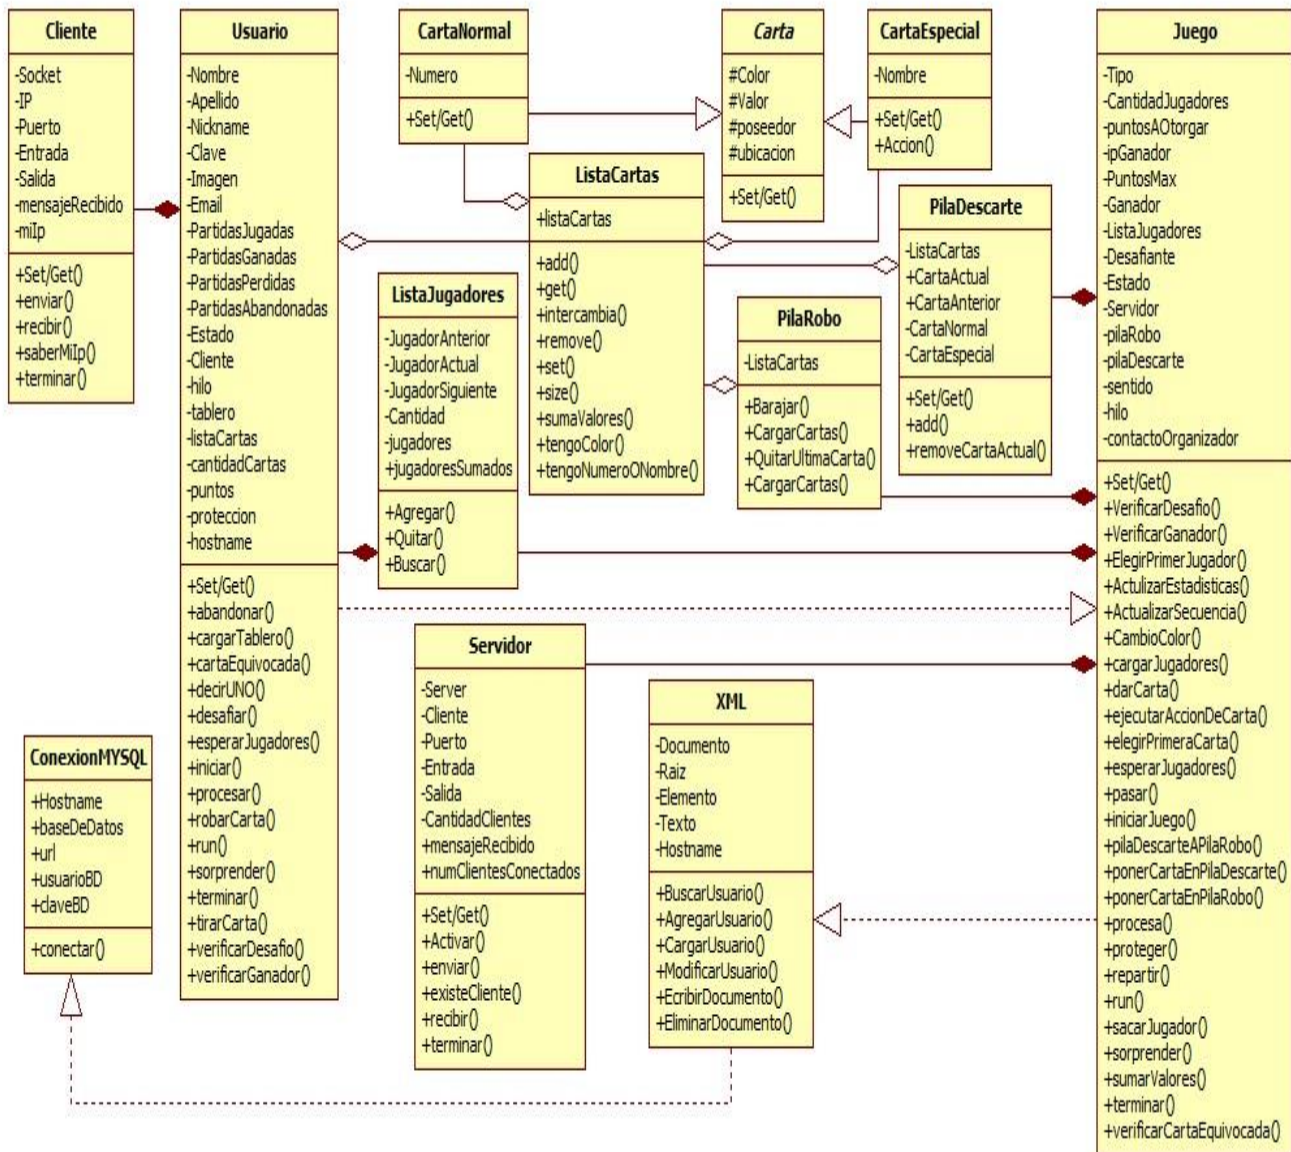 Cliente
-Socket
-IP
-Puerto
-Entrada
-Salida
-mensajeRecibido
-miIp
+Set/Get()
+enviar()
+recibir()
+saberMiIp()
+terminar()
Usuario
-Nombre
-Apellido
-Nickname
-Clave
-Imagen
-Email
-PartidasJugadas
-PartidasGanadas
-PartidasPerdidas
-PartidasAbandonadas
-Estado
-Cliente
-hilo
-tablero
-listaCartas
-cantidadCartas
-puntos
-proteccion
-hostname
+Set/Get()
+abandonar()
+cargarTablero()
+cartaEquivocada()
+decirUNO()
+desafiar()
+esperarJugadores()
+iniciar()
+procesar()
+robarCarta()
+run()
+sorprender()
+terminar()
+tirarCarta()
+verificarDesafio()
+verificarGanador()
CartaNormal
-Numero
+Set/Get()
Carta
#Color
#Valor
#poseedor
#ubicacion
+Set/Get()
CartaEspecial
-Nombre
+Set/Get()
+Accion()
Juego
-Tipo
-CantidadJugadores
-puntosAOtorgar
-ipGanador
-PuntosMax
-Ganador
-ListaJugadores
-Desafiante
-Estado
-Servidor
-pilaRobo
-pilaDescarte
-sentido
-hilo
-contactoOrganizador
+Set/Get()
+VerificarDesafio()
+VerificarGanador()
+ElegirPrimerJugador()
+ActulizarEstadisticas()
+ActualizarSecuencia()
+CambioColor()
+cargarJugadores()
+darCarta()
+ejecutarAccionDeCarta()
+elegirPrimeraCarta()
+esperarJugadores()
+pasar()
+iniciarJuego()
+pilaDescarteAPilaRobo()
+ponerCartaEnPilaDescarte()
+ponerCartaEnPilaRobo()
+procesa()
+proteger()
+repartir()
+run()
+sacarJugador()
+sorprender()
+sumarValores()
+terminar()
+verificarCartaEquivocada()
ListaCartas
+listaCartas
+add()
+get()
+intercambia()
+remove()
+set()
+size()
+sumaValores()
+tengoColor()
+tengoNumeroONombre()
PilaDescarte
-ListaCartas
+CartaActual
+CartaAnterior
-CartaNormal
-CartaEspecial
+Set/Get()
+add()
+removeCartaActual()
ListaJugadores
-JugadorAnterior
-JugadorActual
-JugadorSiguiente
-Cantidad
-jugadores
+jugadoresSumados
+Agregar()
+Quitar()
+Buscar()
PilaRobo
-ListaCartas
+Barajar()
+CargarCartas()
+QuitarUltimaCarta()
+CargarCartas()
Servidor
-Server
-Cliente
-Puerto
-Entrada
-Salida
-CantidadClientes
+mensajeRecibido
+numClientesConectados
+Set/Get()
+Activar()
+enviar()
+existeCliente()
+recibir()
+terminar()
XML
-Documento
-Raiz
-Elemento
-Texto
-Hostname
+BuscarUsuario()
+AgregarUsuario()
+CargarUsuario()
+ModificarUsuario()
+EcribirDocumento()
+EliminarDocumento()
ConexionMYSQL
+Hostname
+baseDeDatos
+url
+usuarioBD
+claveBD
+conectar()